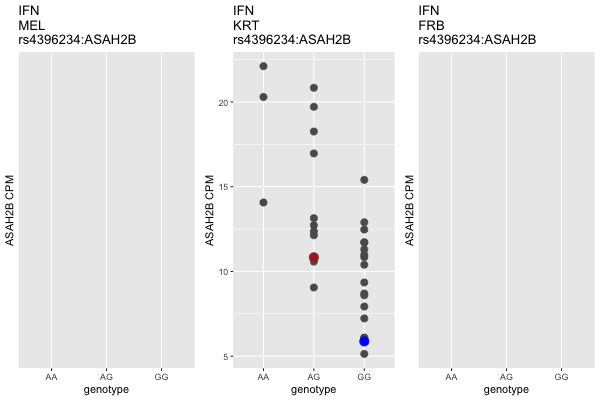 IFN
MEL
rs4396234:ASAH2B
ASAH2B CPM
AA AG GG
genotype
IFN
KRT
rs4396234:ASAH2B
ASAH2B CPM
20
15
10
5
AA AG GG
genotype
IFN
FRB
rs4396234:ASAH2B
ASAH2B CPM
AA AG GG
genotype